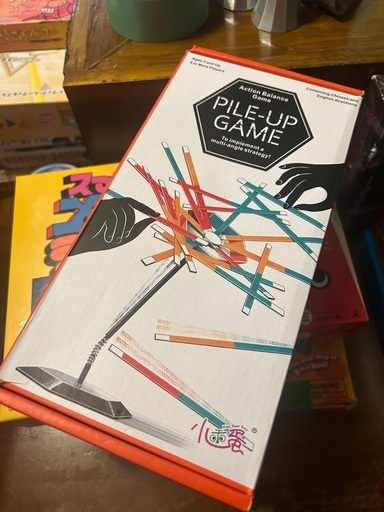 Ages 3 and Up
2 or More Players
Action Balance
Game
Containing Chinese and
English directions
PILE-UP
GAME
To implement a
multi-angle strategy!